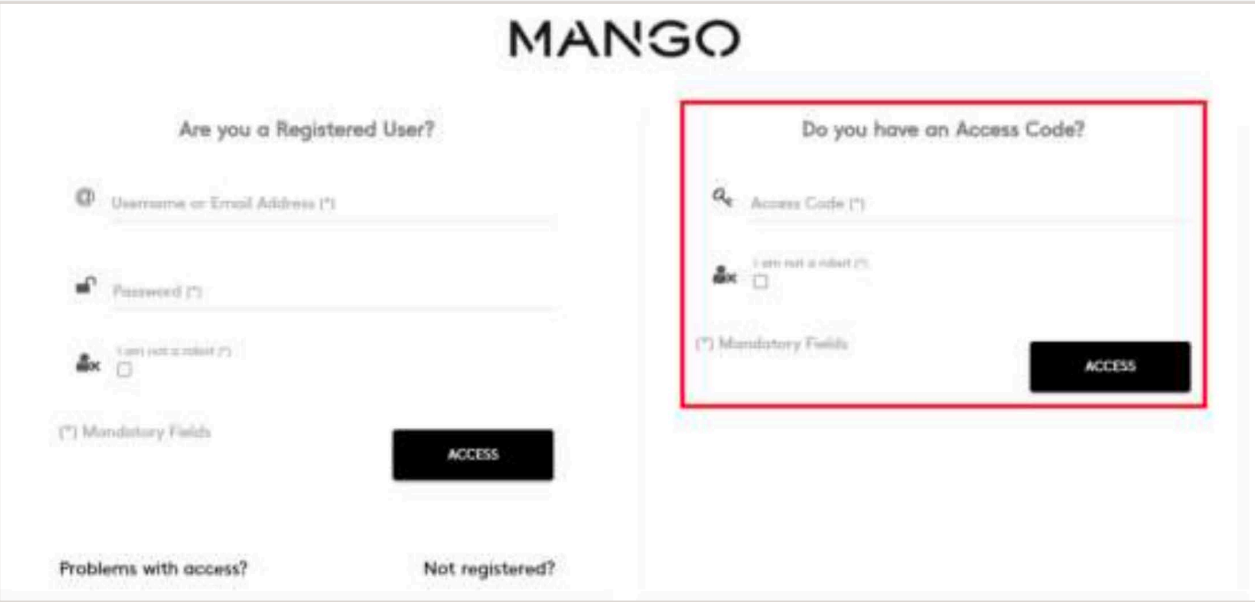 MANGO
Are you a Registered User?
@ Username or Email Address (*)
Password (*)
I am not a robot (*)
(*) Mandatory Fields
ACCESS
Problems with access?
Not registered?
Do you have an Access Code?
Access Code (*)
I am not a robot (*)
(*) Mandatory Fields
ACCESS